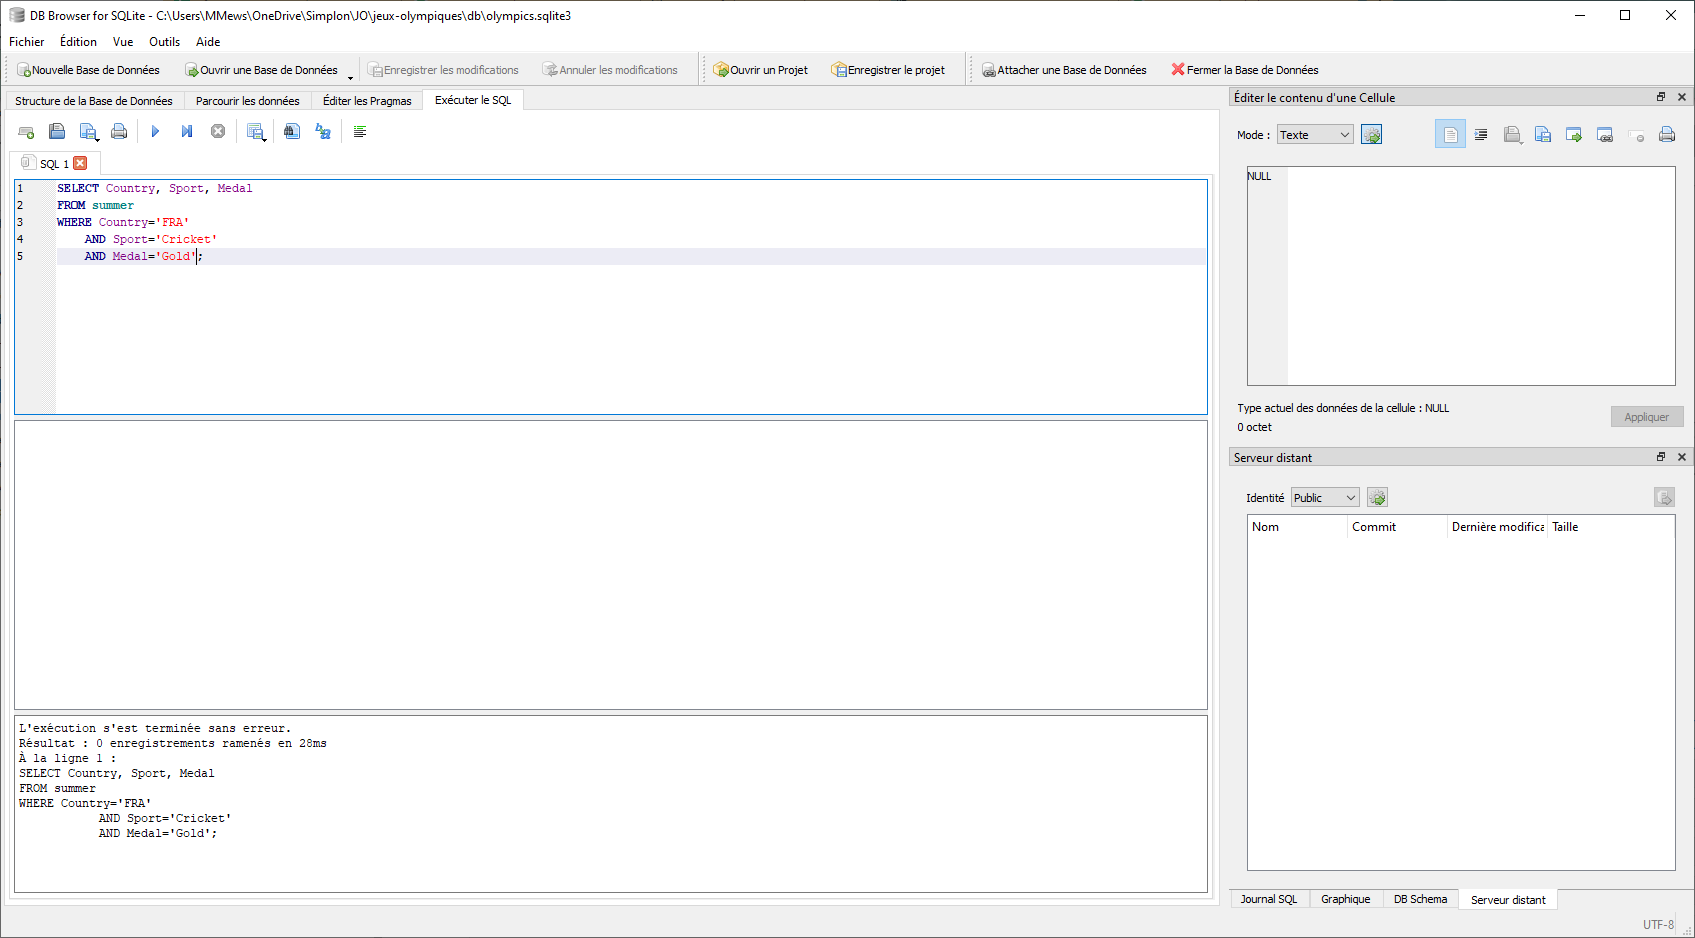 DB Browser for SQLite - C:\Users\MMews\OneDrive\Simplon\JO\jeux-olympiques\db\olympics.sqlite3
Fichier Édition Vue Outils Aide
Nouvelle Base de Données Ouvrir une Base de Données Enregistrer les modifications Annuler les modifications Ouvrir un Projet Enregistrer le projet Attacher une Base de Données Fermer la Base de Données
Structure de la Base de Données Parcourir les données Éditer les Pragmas Exécuter le SQL
SQL 1
1 SELECT Country, Sport, Medal
2 FROM summer
3 WHERE Country='FRA'
4 AND Sport='Cricket'
5 AND Medal='Gold';
L'exécution s'est terminée sans erreur.
Résultat : 0 enregistrements ramenés en 28ms
À la ligne 1 :
SELECT Country, Sport, Medal
FROM summer
WHERE Country='FRA'
AND Sport='Cricket'
AND Medal='Gold';
Éditer le contenu d'une Cellule
Mode : Texte
NULL
Type actuel des données de la cellule : NULL
0 octet
Appliquer
Serveur distant
Identité Public
Nom Commit Dernière modifica Taille
Journal SQL Graphique DB Schema Serveur distant
UTF-8